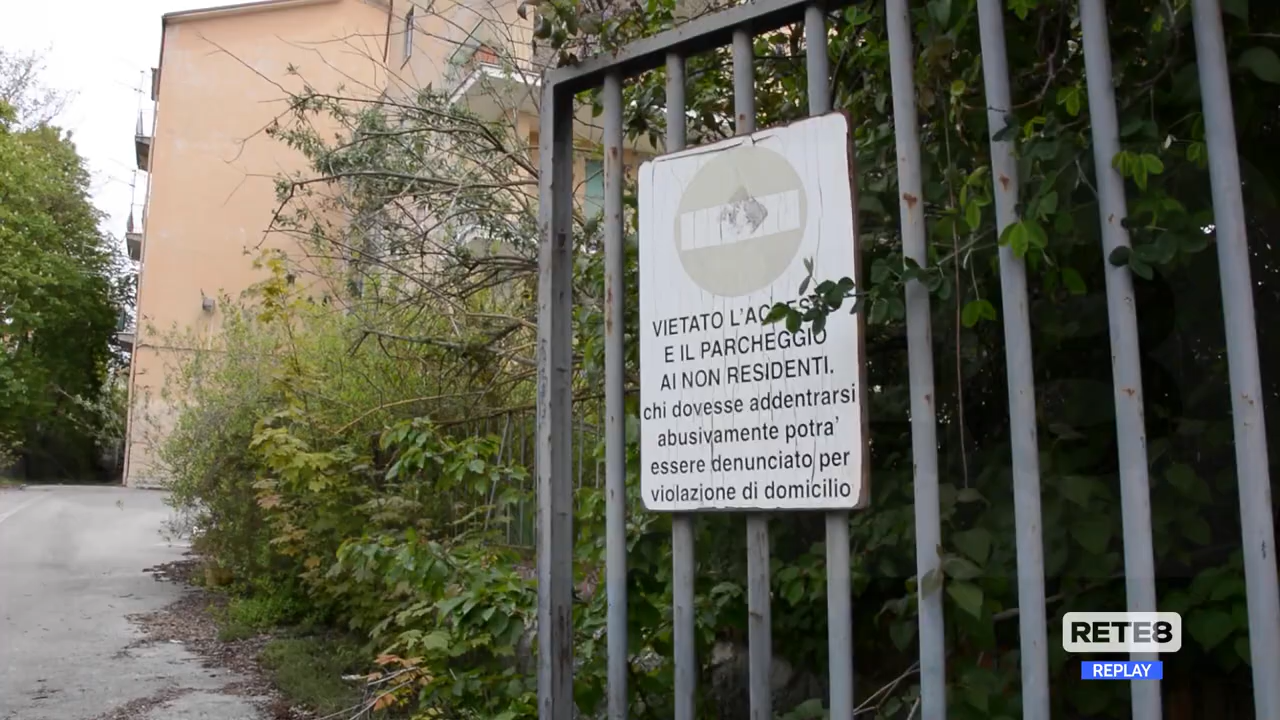 VIETATO L'ACCESSO
E IL PARCHEGGIO
AI NON RESIDENTI.
chi dovesse addentrarsi
abusivamente potra'
essere denunciato per
violazione di domicilio
RETE8
REPLAY